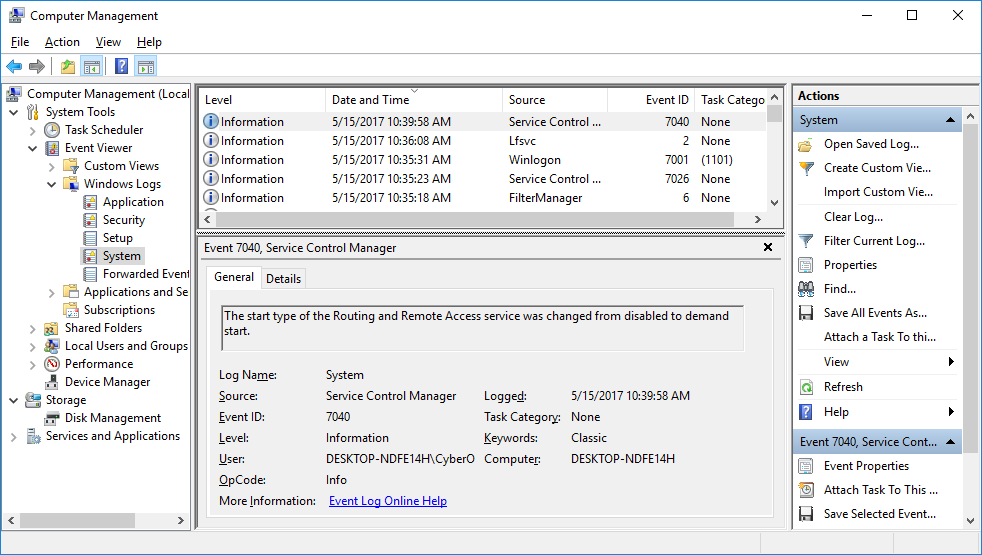 Computer Management
File Action View Help
Computer Management (Local
System Tools
Task Scheduler
Event Viewer
Custom Views
Windows Logs
Application
Security
Setup
System
Forwarded Event
Applications and Se
Subscriptions
Shared Folders
Local Users and Groups
Performance
Device Manager
Storage
Disk Management
Services and Applications
Level Date and Time Source Event ID Task Catego
Information 5/15/2017 10:39:58 AM Service Control ... 7040 None
Information 5/15/2017 10:36:08 AM Lfsvc 2 None
Information 5/15/2017 10:35:31 AM Winlogon 7001 (1101)
Information 5/15/2017 10:35:23 AM Service Control ... 7026 None
Information 5/15/2017 10:35:18 AM FilterManager 6 None
Event 7040, Service Control Manager
General Details
The start type of the Routing and Remote Access service was changed from disabled to demand
start.
Log Name: System
Source: Service Control Manager Logged: 5/15/2017 10:39:58 AM
Event ID: 7040 Task Category: None
Level: Information Keywords: Classic
User: DESKTOP-NDFE14H\CyberO Computer: DESKTOP-NDFE14H
OpCode: Info
More Information: Event Log Online Help
Actions
System
Open Saved Log...
Create Custom Vie...
Import Custom Vie...
Clear Log...
Filter Current Log...
Properties
Find...
Save All Events As...
Attach a Task To thi...
View
Refresh
Help
Event 7040, Service Cont...
Event Properties
Attach Task To This ...
Save Selected Event...